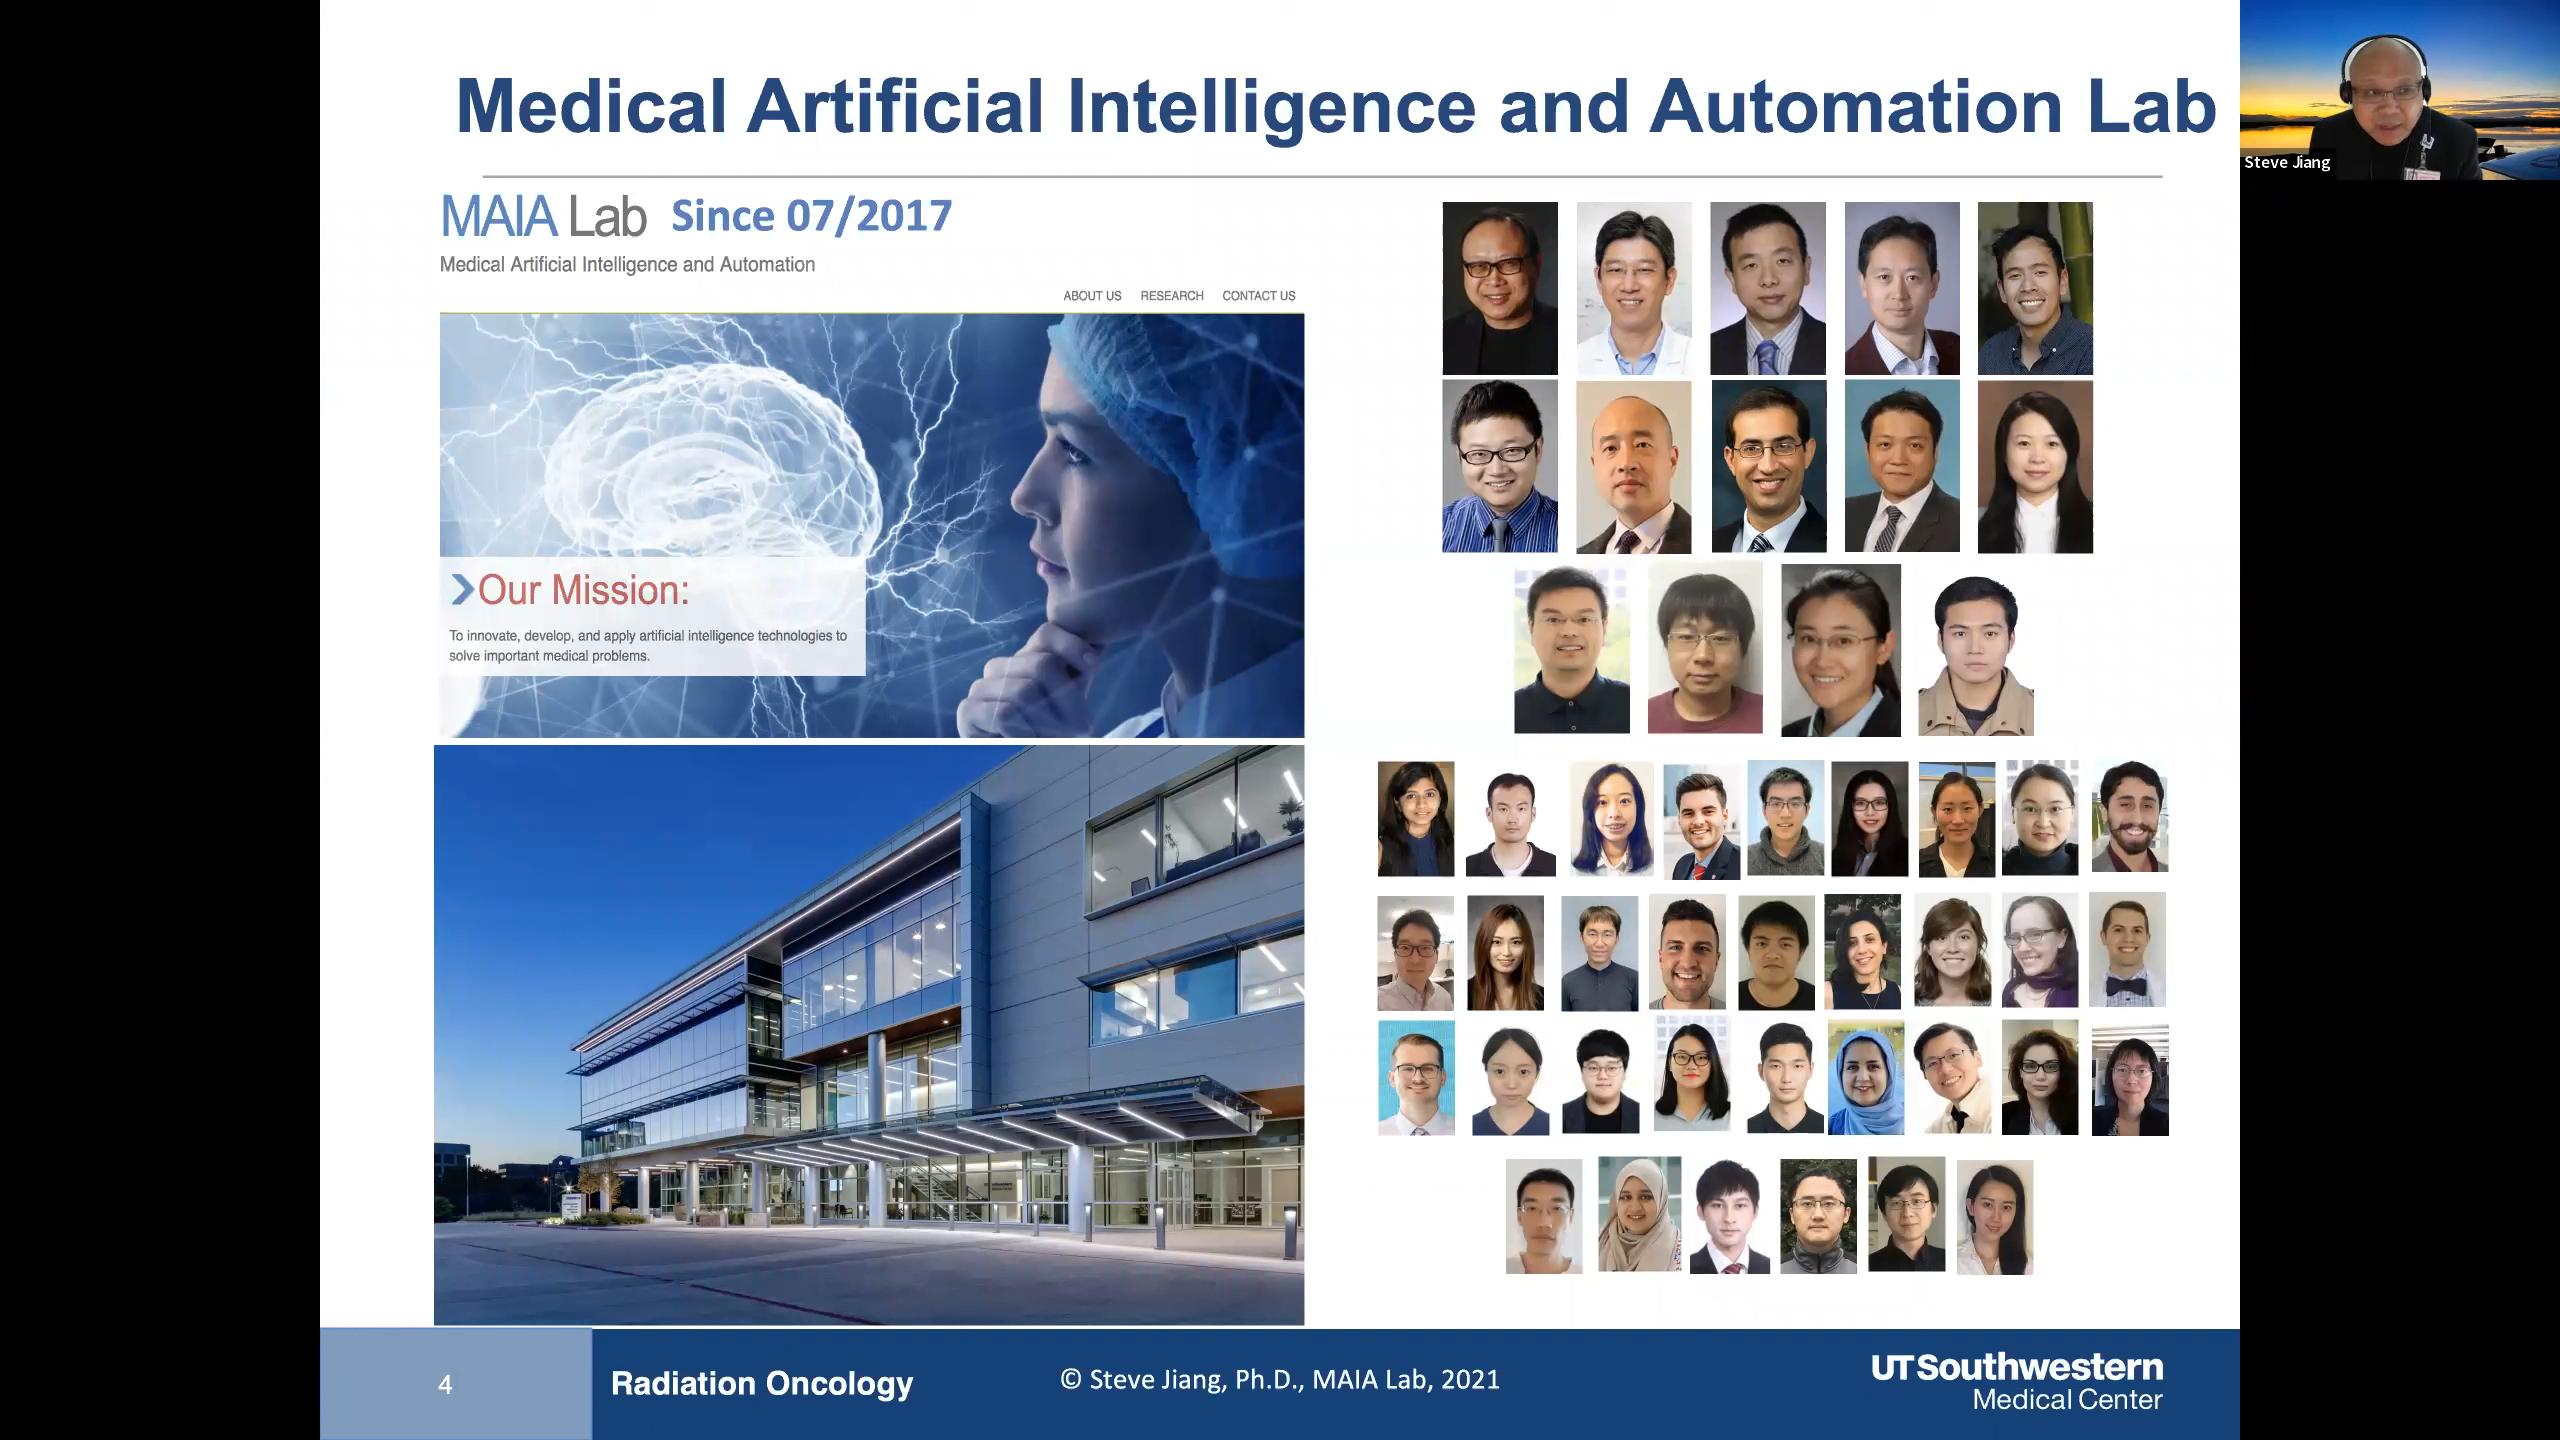 Medical Artificial Intelligence and Automation Lab
Steve Jiang
MAIA Lab Since 07/2017
Medical Artificial Intelligence and Automation
ABOUT US RESEARCH CONTACT US
Our Mission:
To innovate, develop, and apply artificial intelligence technologies to
solve important medical problems.
4
Radiation Oncology
© Steve Jiang, Ph.D., MAIA Lab, 2021
UT Southwestern
Medical Center